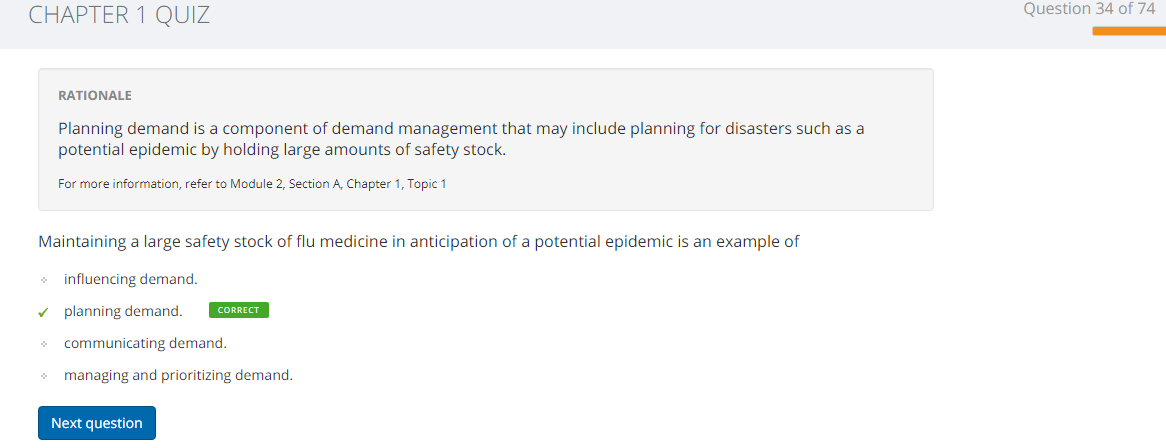 CHAPTER 1 QUIZ
Question 34 of 74
RATIONALE
Planning demand is a component of demand management that may include planning for disasters such as a
potential epidemic by holding large amounts of safety stock.
For more information, refer to Module 2, Section A, Chapter 1, Topic 1
Maintaining a large safety stock of flu medicine in anticipation of a potential epidemic is an example of
influencing demand.
planning demand. CORRECT
communicating demand.
managing and prioritizing demand.
Next question